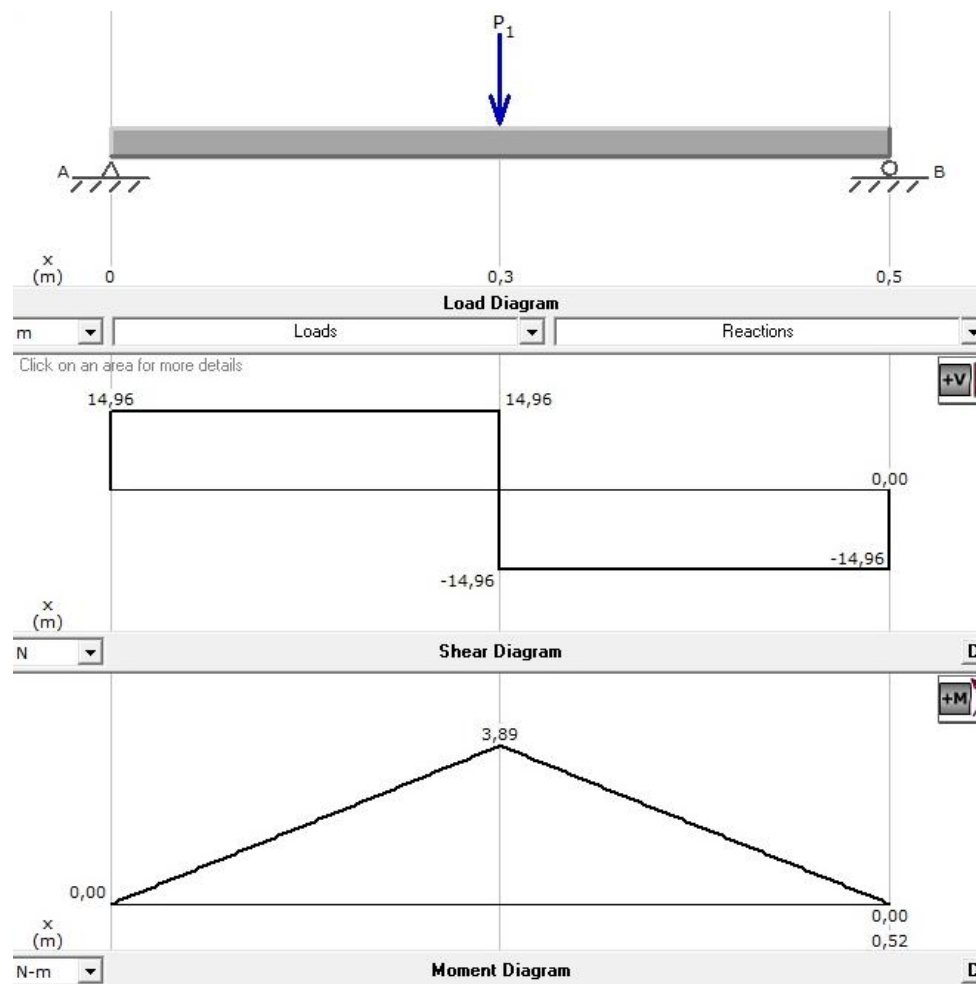 P1
A
B
x
(m) 0 0,3 0,5
Load Diagram
m Loads Reactions
Click on an area for more details
+V
14,96 14,96
0,00
-14,96 -14,96
x
(m)
N Shear Diagram D
+M
3,89
0,00
0,00
x
(m) 0,52
N-m Moment Diagram D